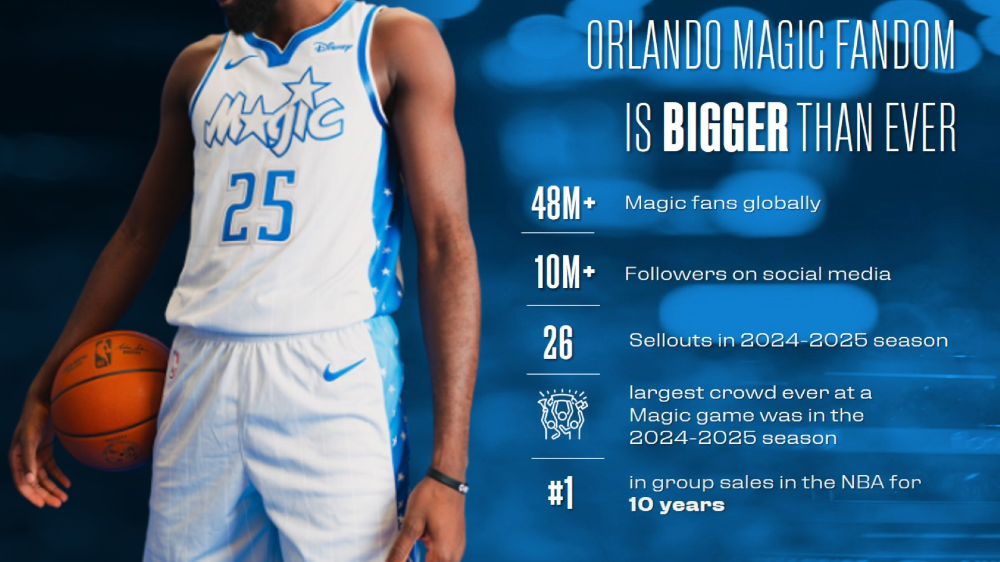 Disney
Magic
25
ORLANDO MAGIC FANDOM
IS BIGGER THAN EVER
48M+ Magic fans globally
10M+ Followers on social media
26 Sellouts in 2024-2025 season
largest crowd ever at a
Magic game was in the
2024-2025 season
#1 in group sales in the NBA for
10 years